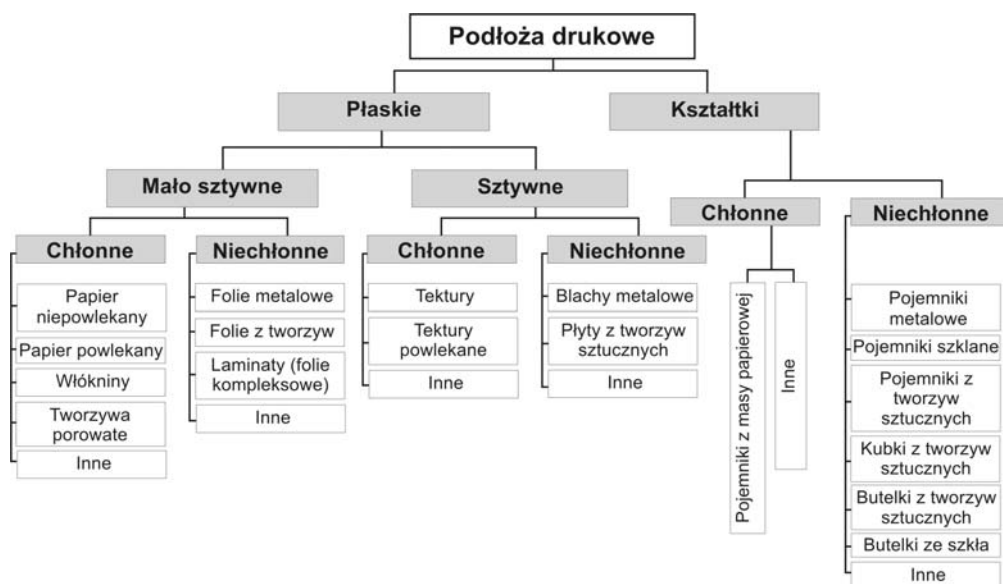 Podłoża drukowe
Płaskie
Kształtki
Mało sztywne
Sztywne
Chłonne
Niechłonne
Chłonne
Niechłonne
Chłonne
Niechłonne
Papier
niepowlekany
Papier powlekany
Włókniny
Tworzywa
porowate
Inne
Folie metalowe
Folie z tworzyw
Laminaty (folie
kompleksowe)
Inne
Tektury
Tektury
powlekane
Inne
Blachy metalowe
Płyty z tworzyw
sztucznych
Inne
Pojemniki z masy papierowej
Inne
Pojemniki
metalowe
Pojemniki szklane
Pojemniki z
tworzyw
sztucznych
Kubki z tworzyw
sztucznych
Butelki z tworzyw
sztucznych
Butelki ze szkła
Inne